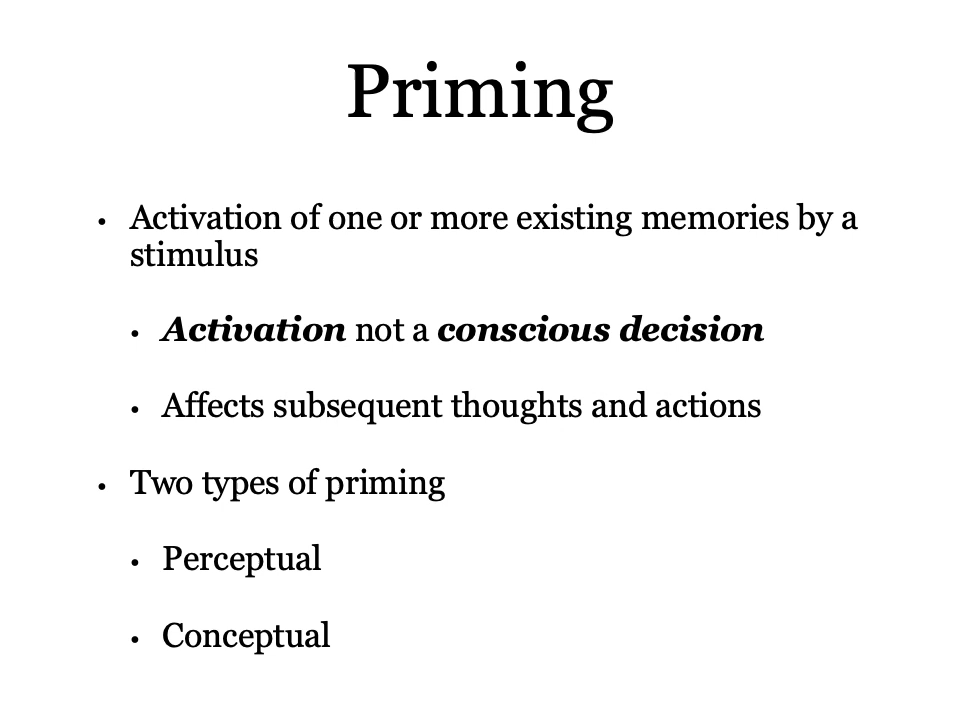 Priming
• Activation of one or more existing memories by a
stimulus
• Activation not a conscious decision
• Affects subsequent thoughts and actions
• Two types of priming
• Perceptual
• Conceptual